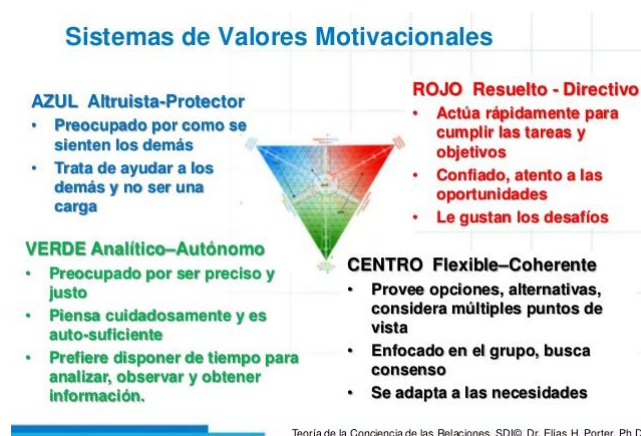 Sistemas de Valores Motivacionales
AZUL Altruista-Protector
• Preocupado por como se
sienten los demás
• Trata de ayudar a los
demás y no ser una
carga
ROJO Resuelto - Directivo
• Actúa rápidamente para
cumplir las tareas y
objetivos
• Confiado, atento a las
oportunidades
• Le gustan los desafíos
VERDE Analítico–Autónomo
• Preocupado por ser preciso y
justo
• Piensa cuidadosamente y es
auto-suficiente
• Prefiere disponer de tiempo para
analizar, observar y obtener
información.
CENTRO Flexible–Coherente
• Provee opciones, alternativas,
considera múltiples puntos de
vista
• Enfocado en el grupo, busca
consenso
• Se adapta a las necesidades
Teoría de la Conciencia de las Relaciones, SDI© Dr. Elías H. Porter, Ph.D